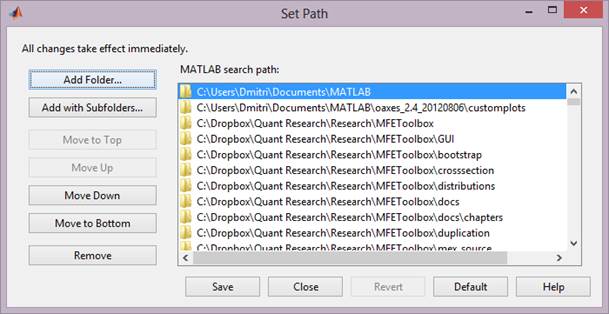 Set Path
All changes take effect immediately.
MATLAB search path:
Add Folder...
Add with Subfolders...
Move to Top
Move Up
Move Down
Move to Bottom
Remove
C:\Users\Dmitri\Documents\MATLAB
C:\Users\Dmitri\Documents\MATLAB\oaxes_2.4_20120806\customplots
C:\Dropbox\Quant Research\Research\MFEToolbox
C:\Dropbox\Quant Research\Research\MFEToolbox\GUI
C:\Dropbox\Quant Research\Research\MFEToolbox\bootstrap
C:\Dropbox\Quant Research\Research\MFEToolbox\crosssection
C:\Dropbox\Quant Research\Research\MFEToolbox\distributions
C:\Dropbox\Quant Research\Research\MFEToolbox\docs
C:\Dropbox\Quant Research\Research\MFEToolbox\docs\chapters
C:\Dropbox\Quant Research\Research\MFEToolbox\duplication
C:\Dropbox\Quant Research\Research\MFEToolbox\mex_source
Save
Close
Revert
Default
Help